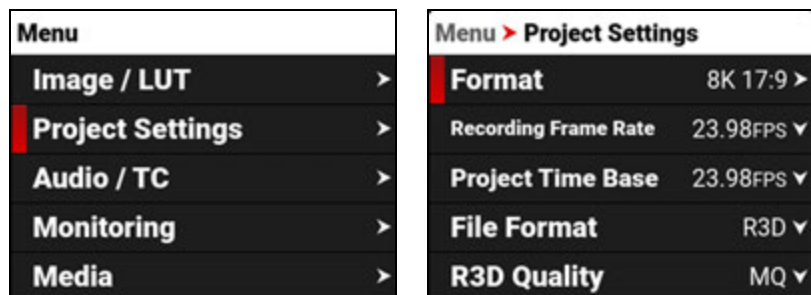 Menu
Image / LUT
Project Settings
Audio / TC
Monitoring
Media
Menu > Project Settings
Format 8K 17:9 >
Recording Frame Rate 23.98FPS
Project Time Base 23.98FPS
File Format R3D
R3D Quality MQ